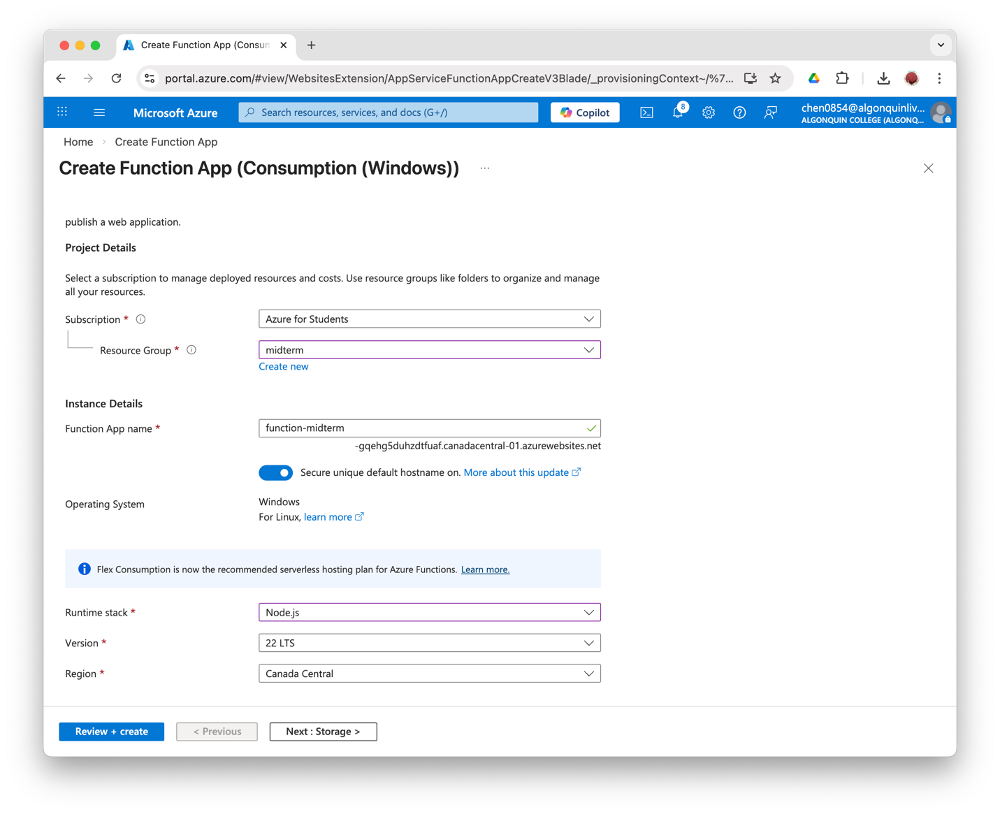 Create Function App (Consum
portal.azure.com/#view/WebsitesExtension/AppServiceFunctionAppCreateV3Blade/_provisioningContext~/%7...
Microsoft Azure
Search resources, services, and docs (G+/)
Copilot
8
chen0854@algonquinliv...
ALGONQUIN COLLEGE (ALGONQ...
Home > Create Function App
Create Function App (Consumption (Windows)) ...
publish a web application.
Project Details
Select a subscription to manage deployed resources and costs. Use resource groups like folders to organize and manage
all your resources.
Subscription * Azure for Students
Resource Group * midterm
Create new
Instance Details
Function App name * function-midterm
-gqehg5duhzdtfuaf.canadacentral-01.azurewebsites.net
Secure unique default hostname on. More about this update
Operating System Windows
For Linux, learn more
Flex Consumption is now the recommended serverless hosting plan for Azure Functions. Learn more.
Runtime stack * Node.js
Version * 22 LTS
Region * Canada Central
Review + create < Previous Next : Storage >